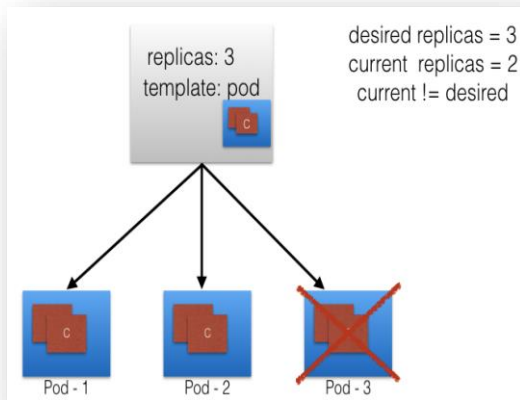 replicas: 3
template: pod
C
desired replicas = 3
current replicas = 2
current != desired
C
C
Pod - 1
Pod - 2
Pod - 3